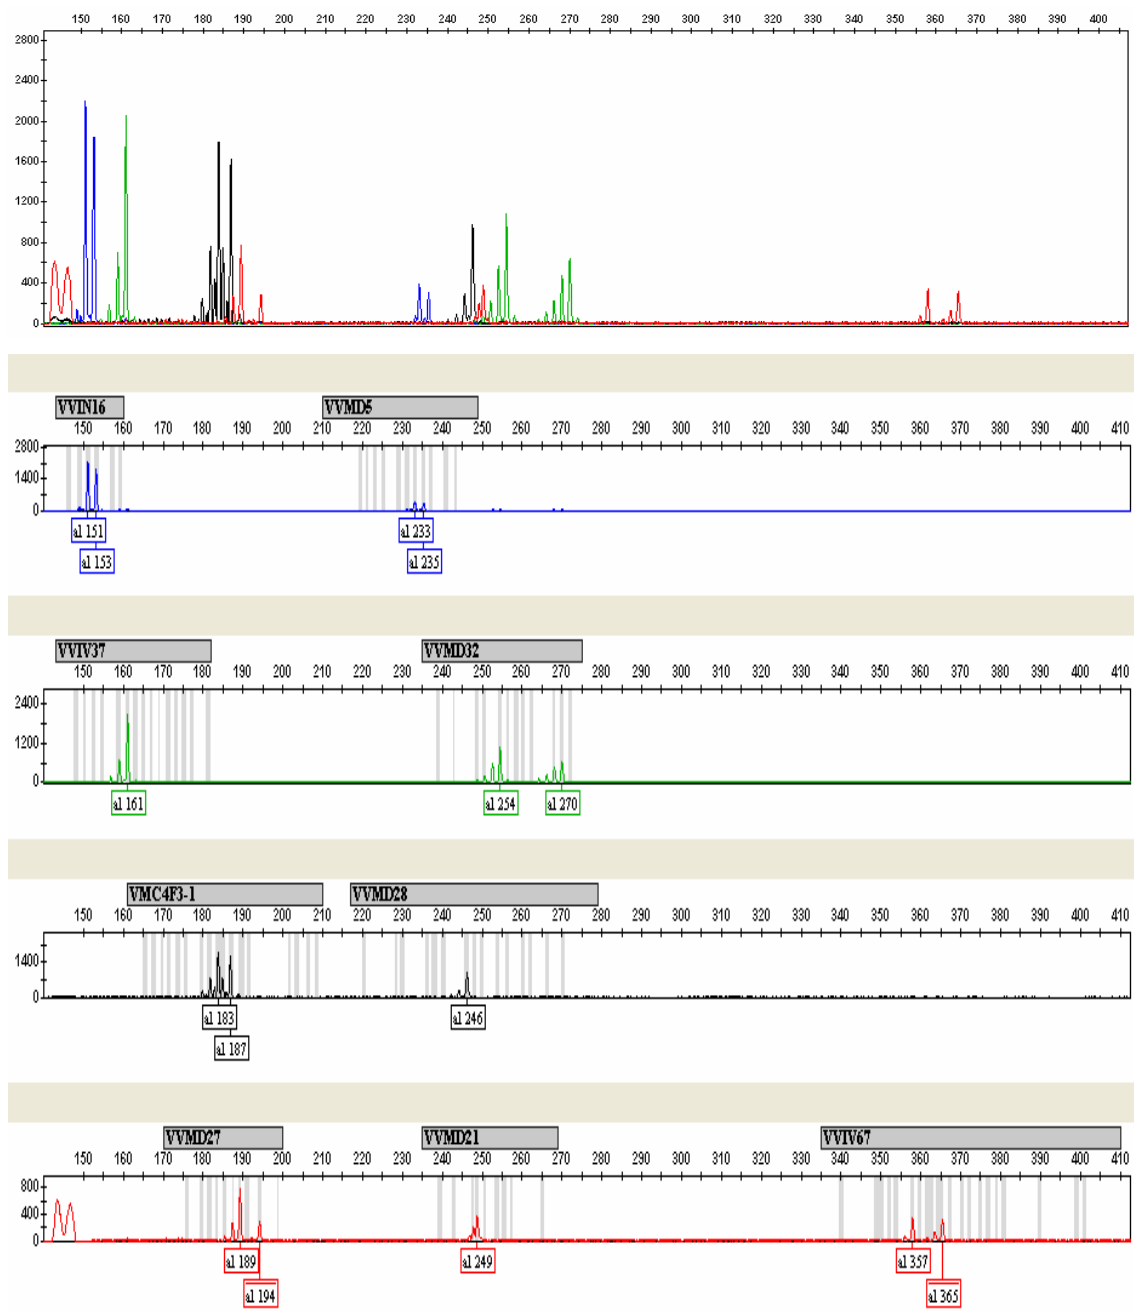 150 160 170 180 190 200 210 220 230 240 250 260 270 280 290 300 310 320 330 340 350 360 370 380 390 400
2800
2400
2000
1600
1200
800
400
0
VVIN16 VVMD5
150 160 170 180 190 200 210 220 230 240 250 260 270 280 290 300 310 320 330 340 350 360 370 380 390 400 410
2800
1400
0
al 151 al 233
al 153 al 235
VVIV37 VVMD32
150 160 170 180 190 200 210 220 230 240 250 260 270 280 290 300 310 320 330 340 350 360 370 380 390 400 410
2400
1200
0
al 161 al 254 al 270
VMC4F3-1 VVMD28
150 160 170 180 190 200 210 220 230 240 250 260 270 280 290 300 310 320 330 340 350 360 370 380 390 400 410
1400
0
al 183 al 246
al 187
VVMD27 VVMD21 VVIV67
150 160 170 180 190 200 210 220 230 240 250 260 270 280 290 300 310 320 330 340 350 360 370 380 390 400 410
800
400
0
al 189 al 249 al 357
al 194 al 365